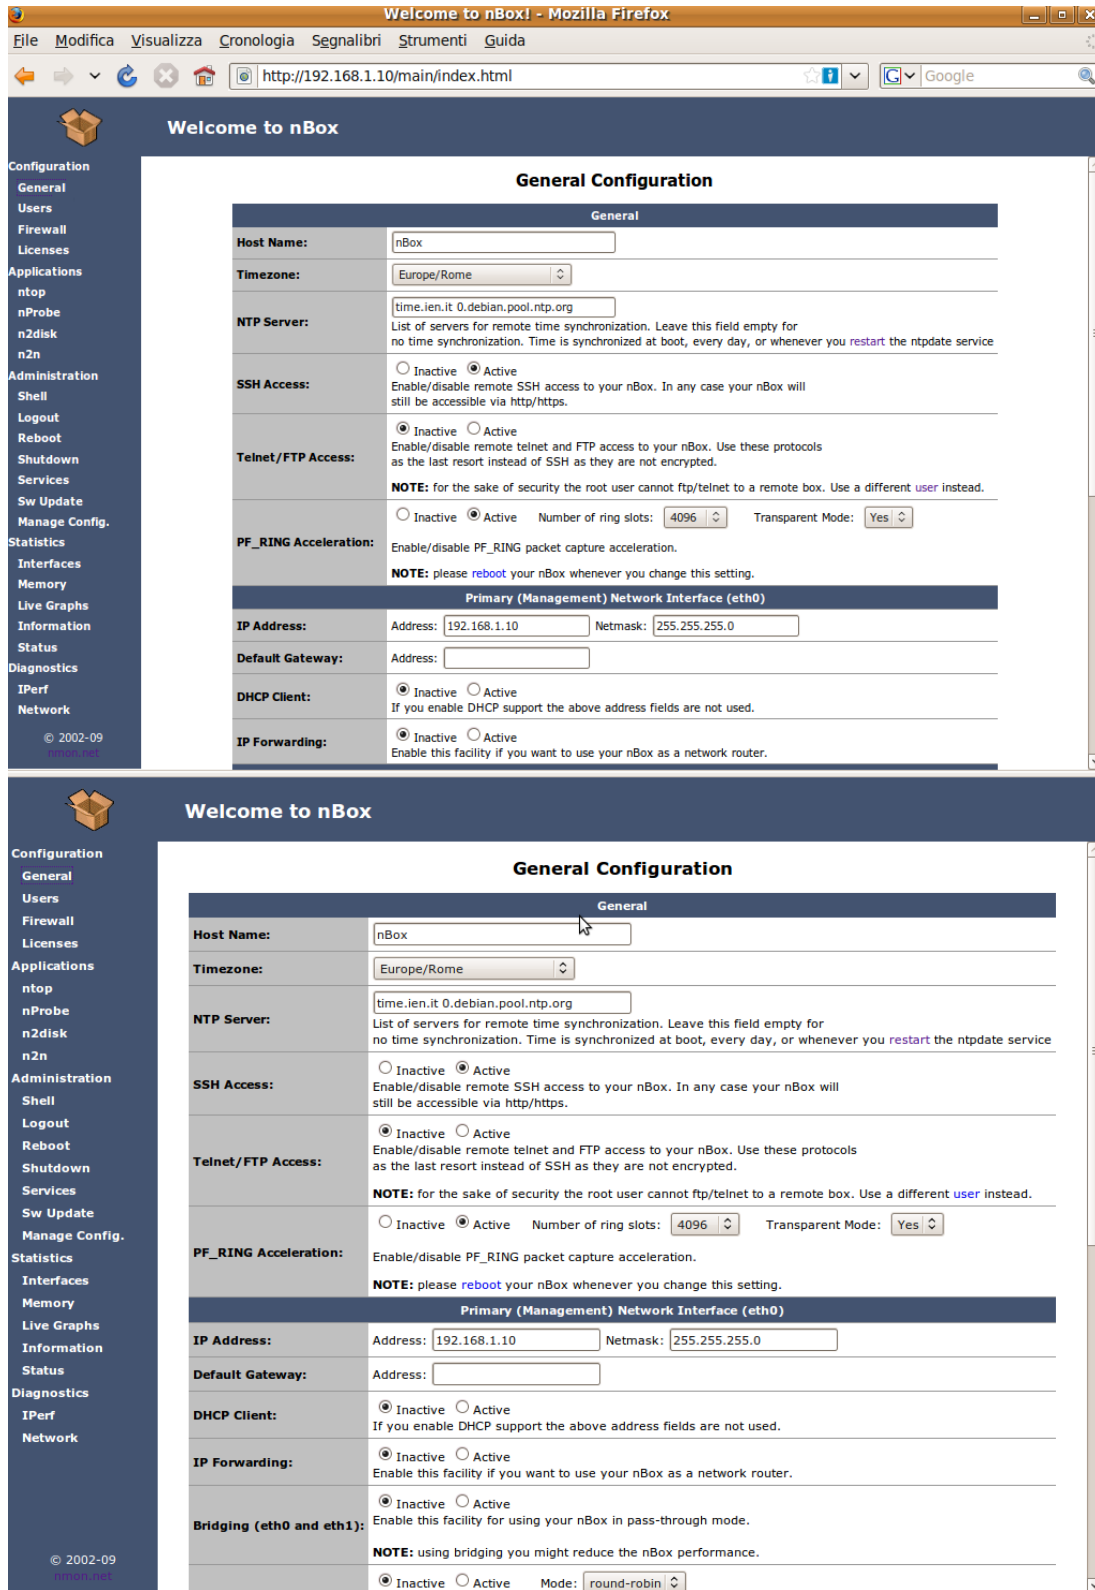 Welcome to nBox! - Mozilla Firefox
File Modifica Visualizza Cronologia Segnalibri Strumenti Guida
http://192.168.1.10/main/index.html
G Google
Welcome to nBox
Configuration
General
Users
Firewall
Licenses
Applications
ntop
nProbe
n2disk
n2n
Administration
Shell
Logout
Reboot
Shutdown
Services
Sw Update
Manage Config.
Statistics
Interfaces
Memory
Live Graphs
Information
Status
Diagnostics
IPerf
Network
© 2002-09
nmon.net
General Configuration
General
Host Name: nBox
Timezone: Europe/Rome
NTP Server: time.ien.it 0.debian.pool.ntp.org
List of servers for remote time synchronization. Leave this field empty for
no time synchronization. Time is synchronized at boot, every day, or whenever you restart the ntpdate service
SSH Access: Inactive Active
Enable/disable remote SSH access to your nBox. In any case your nBox will
still be accessible via http/https.
Telnet/FTP Access: Inactive Active
Enable/disable remote telnet and FTP access to your nBox. Use these protocols
as the last resort instead of SSH as they are not encrypted.
NOTE: for the sake of security the root user cannot ftp/telnet to a remote box. Use a different user instead.
PF_RING Acceleration: Inactive Active Number of ring slots: 4096 Transparent Mode: Yes
Enable/disable PF_RING packet capture acceleration.
NOTE: please reboot your nBox whenever you change this setting.
Primary (Management) Network Interface (eth0)
IP Address: Address: 192.168.1.10 Netmask: 255.255.255.0
Default Gateway: Address:
DHCP Client: Inactive Active
If you enable DHCP support the above address fields are not used.
IP Forwarding: Inactive Active
Enable this facility if you want to use your nBox as a network router.
Welcome to nBox
Configuration
General
Users
Firewall
Licenses
Applications
ntop
nProbe
n2disk
n2n
Administration
Shell
Logout
Reboot
Shutdown
Services
Sw Update
Manage Config.
Statistics
Interfaces
Memory
Live Graphs
Information
Status
Diagnostics
IPerf
Network
© 2002-09
nmon.net
General Configuration
General
Host Name: nBox
Timezone: Europe/Rome
NTP Server: time.ien.it 0.debian.pool.ntp.org
List of servers for remote time synchronization. Leave this field empty for
no time synchronization. Time is synchronized at boot, every day, or whenever you restart the ntpdate service
SSH Access: Inactive Active
Enable/disable remote SSH access to your nBox. In any case your nBox will
still be accessible via http/https.
Telnet/FTP Access: Inactive Active
Enable/disable remote telnet and FTP access to your nBox. Use these protocols
as the last resort instead of SSH as they are not encrypted.
NOTE: for the sake of security the root user cannot ftp/telnet to a remote box. Use a different user instead.
PF_RING Acceleration: Inactive Active Number of ring slots: 4096 Transparent Mode: Yes
Enable/disable PF_RING packet capture acceleration.
NOTE: please reboot your nBox whenever you change this setting.
Primary (Management) Network Interface (eth0)
IP Address: Address: 192.168.1.10 Netmask: 255.255.255.0
Default Gateway: Address:
DHCP Client: Inactive Active
If you enable DHCP support the above address fields are not used.
IP Forwarding: Inactive Active
Enable this facility if you want to use your nBox as a network router.
Bridging (eth0 and eth1): Inactive Active
Enable this facility for using your nBox in pass-through mode.
NOTE: using bridging you might reduce the nBox performance.
Inactive Active Mode: round-robin